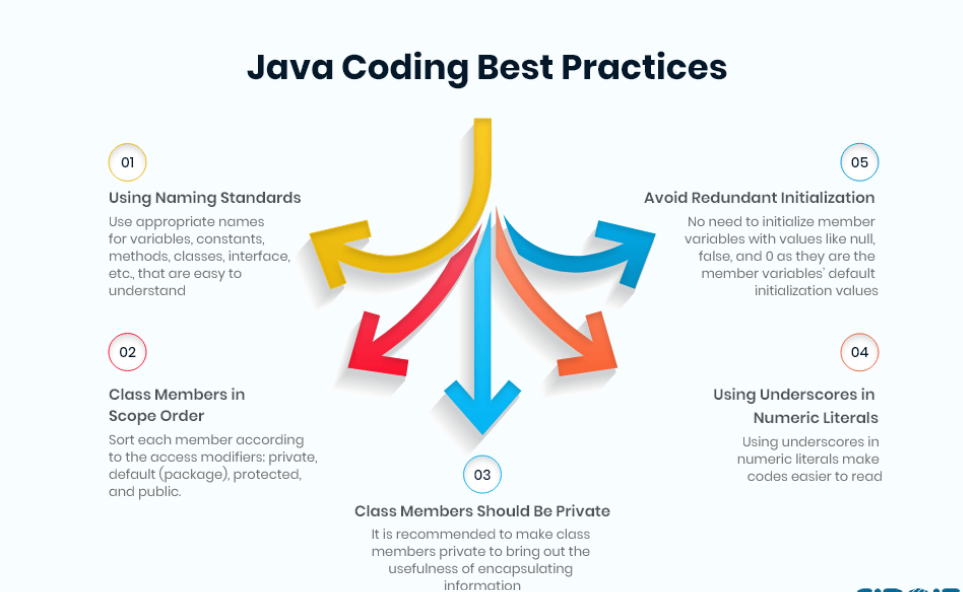 Java Coding Best Practices
01
Using Naming Standards
Use appropriate names
for variables, constants,
methods, classes, interface,
etc., that are easy to
understand
02
Class Members in
Scope Order
Sort each member according
to the access modifiers: private,
default (package), protected,
and public.
03
Class Members Should Be Private
It is recommended to make class
members private to bring out the
usefulness of encapsulating
information
04
Using Underscores in
Numeric Literals
Using underscores in
numeric literals make
codes easier to read
05
Avoid Redundant Initialization
No need to initialize member
variables with values like null,
false, and 0 as they are the
member variables' default
initialization values